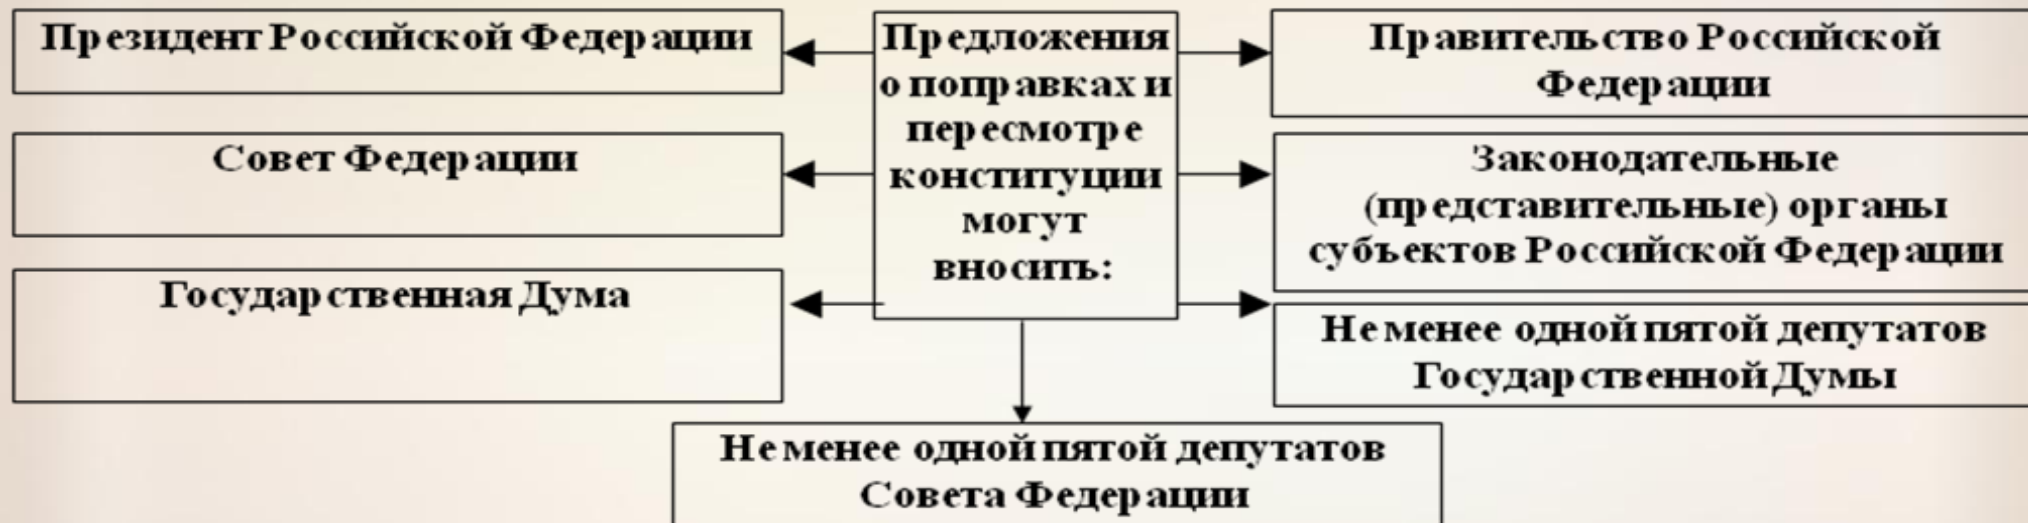 Президент Российской Федерации
Совет Федерации
Государственная Дума
Предложения
о поправках и
пересмотре
конституции
могут
вносить:
Правительство Российской
Федерации
Законодательные
(представительные) органы
субъектов Российской Федерации
Не менее одной пятой депутатов
Государственной Думы
Не менее одной пятой депутатов
Совета Федерации